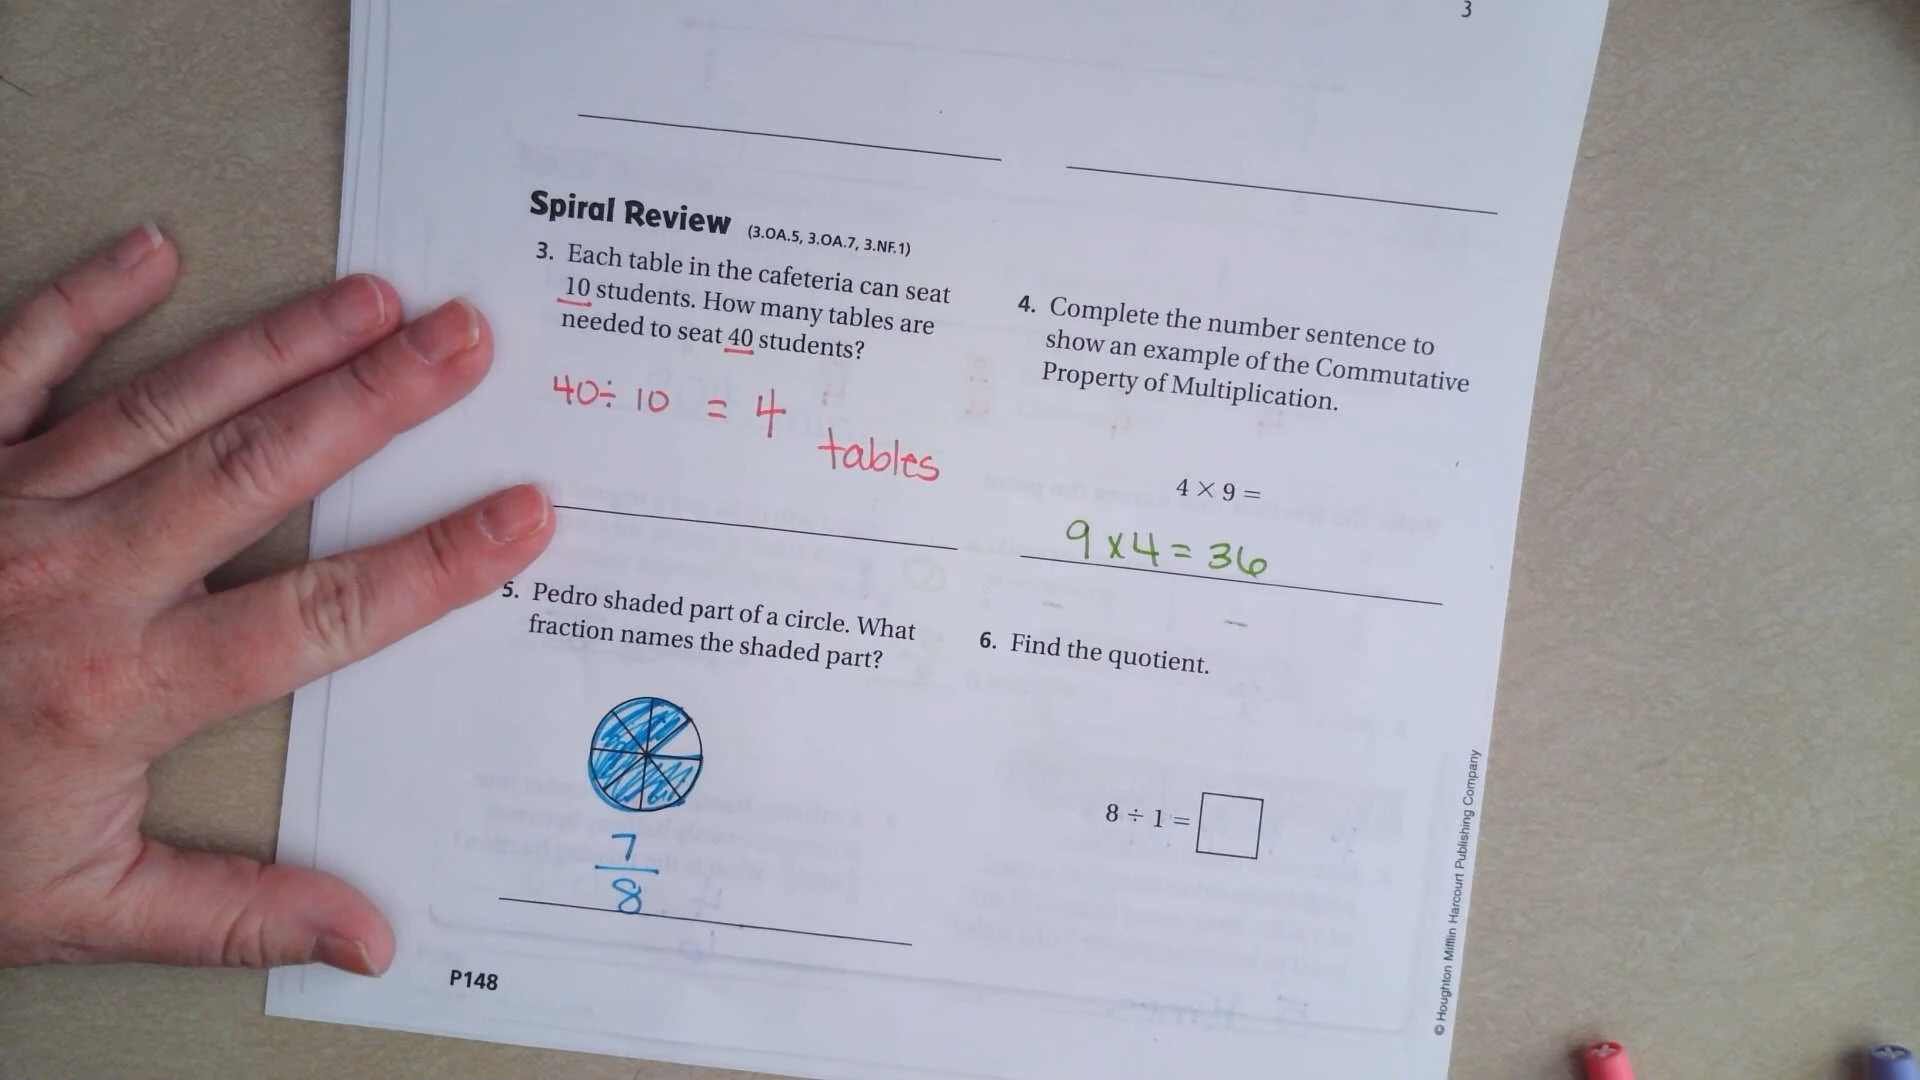 3
Spiral Review (3.OA.5, 3.OA.7, 3.NF.1)
3. Each table in the cafeteria can seat
10 students. How many tables are
needed to seat 40 students?
40 ÷ 10 = 4
tables
4. Complete the number sentence to
show an example of the Commutative
Property of Multiplication.
4 × 9 =
9 x 4 = 36
5. Pedro shaded part of a circle. What
fraction names the shaded part?
7
8
6. Find the quotient.
8 ÷ 1 =
P148
© Houghton Mifflin Harcourt Publishing Company